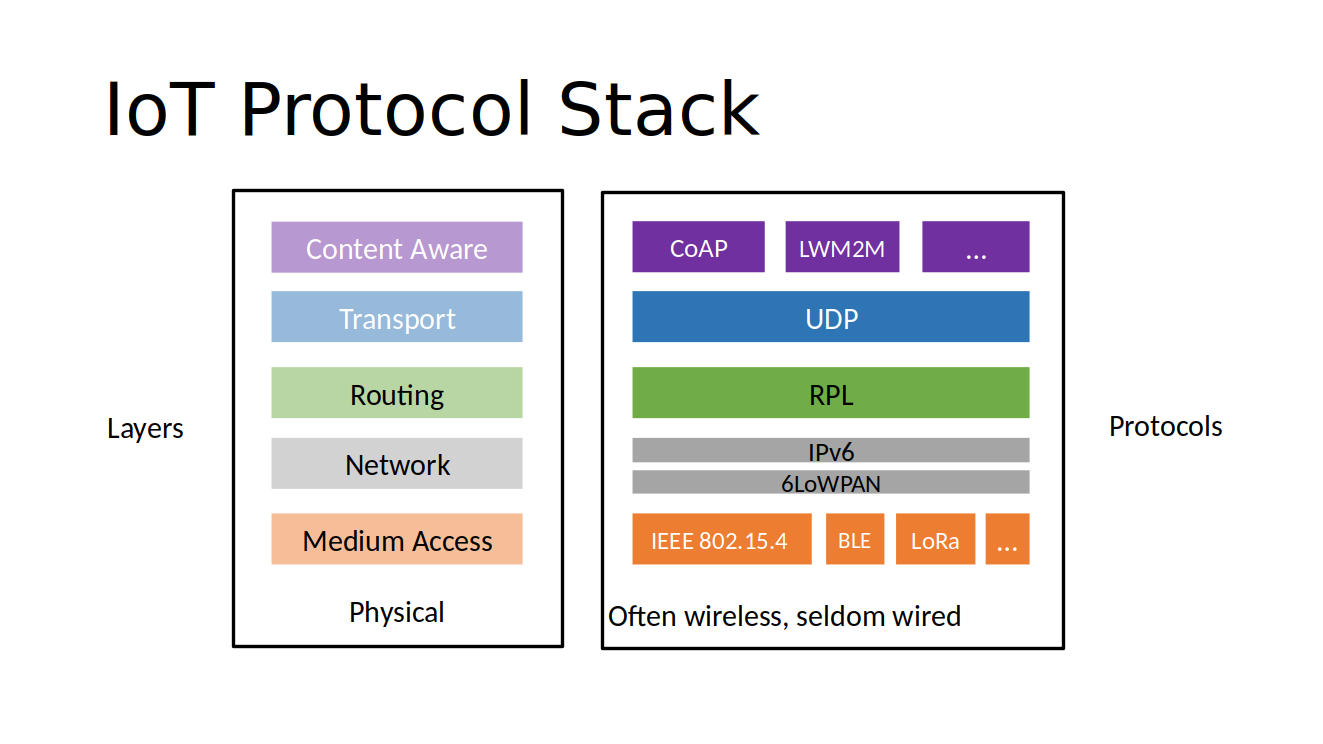 IoT Protocol Stack
Layers
Content Aware
Transport
Routing
Network
Medium Access
Physical
CoAP
LWM2M
...
UDP
RPL
IPv6
6LoWPAN
IEEE 802.15.4
BLE
LoRa
...
Often wireless, seldom wired
Protocols